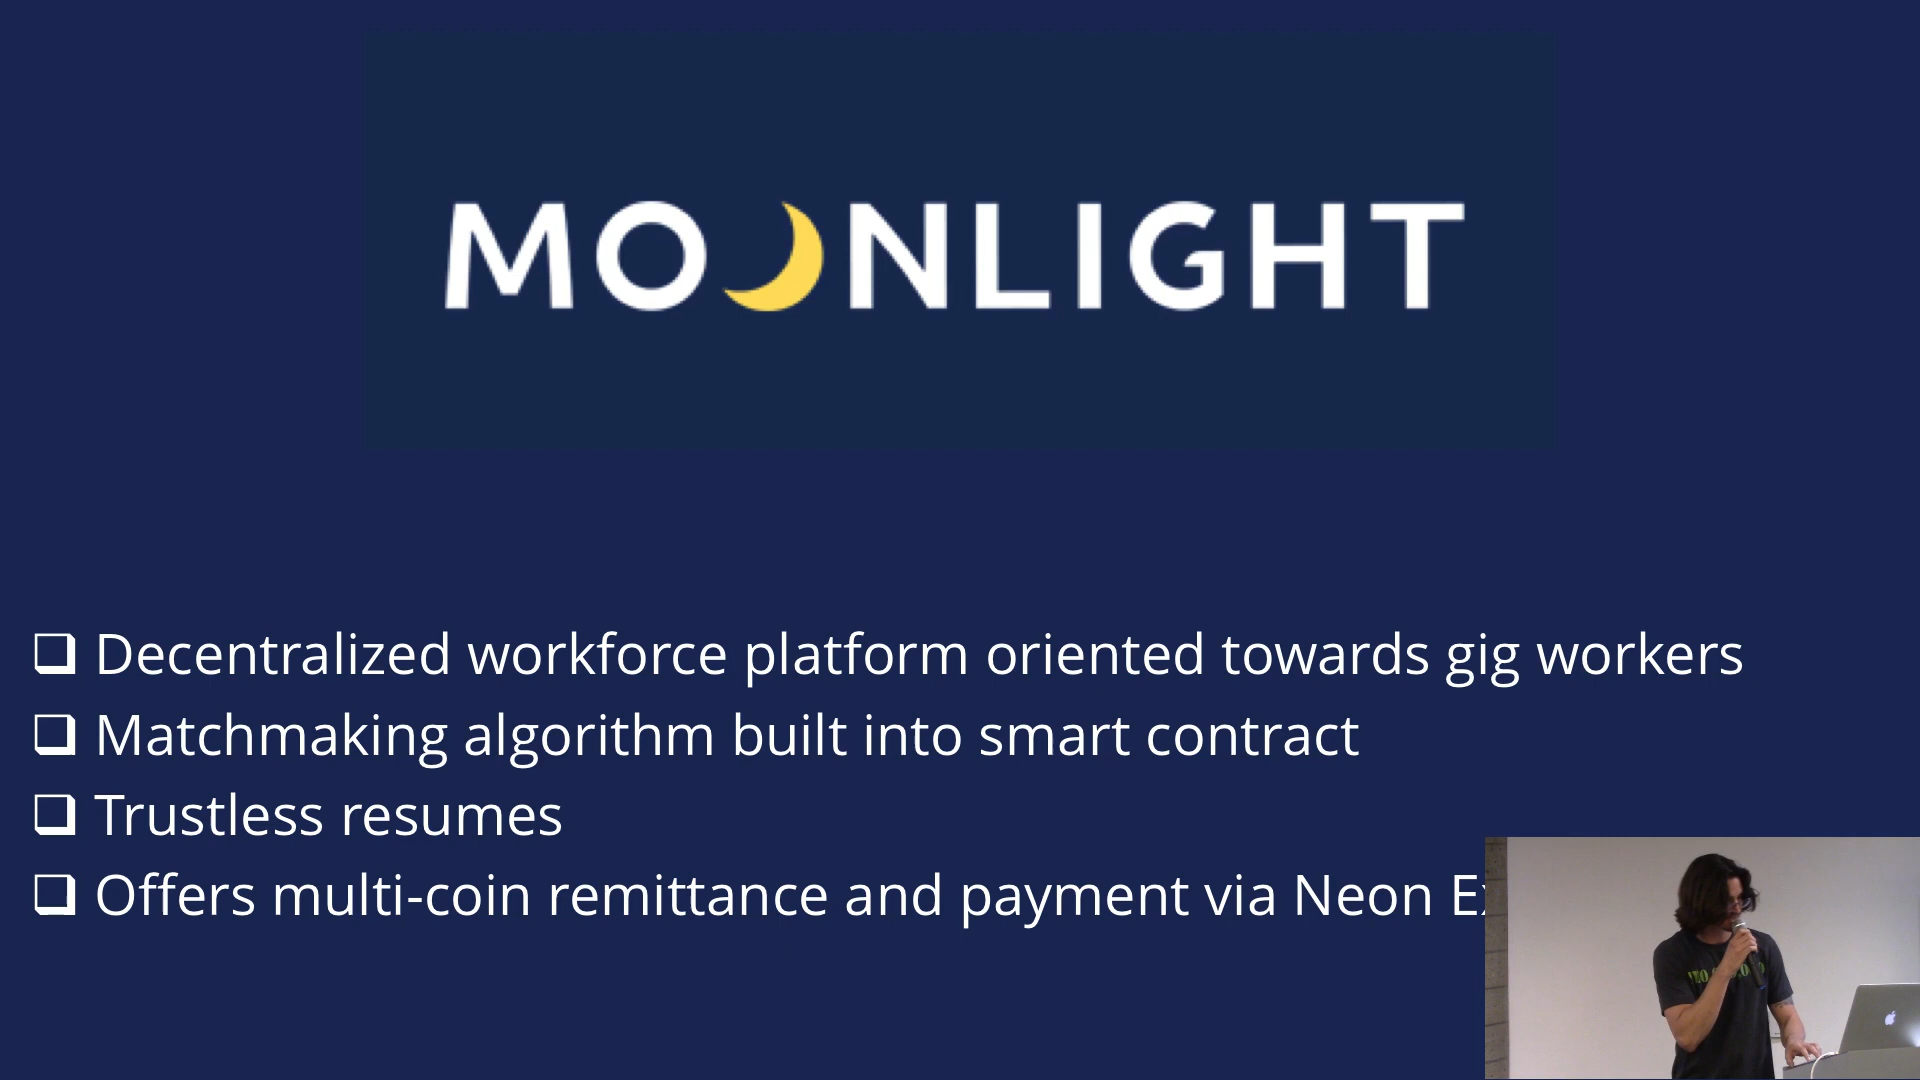 MOONLIGHT
❑ Decentralized workforce platform oriented towards gig workers
❑ Matchmaking algorithm built into smart contract
❑ Trustless resumes
❑ Offers multi-coin remittance and payment via Neon